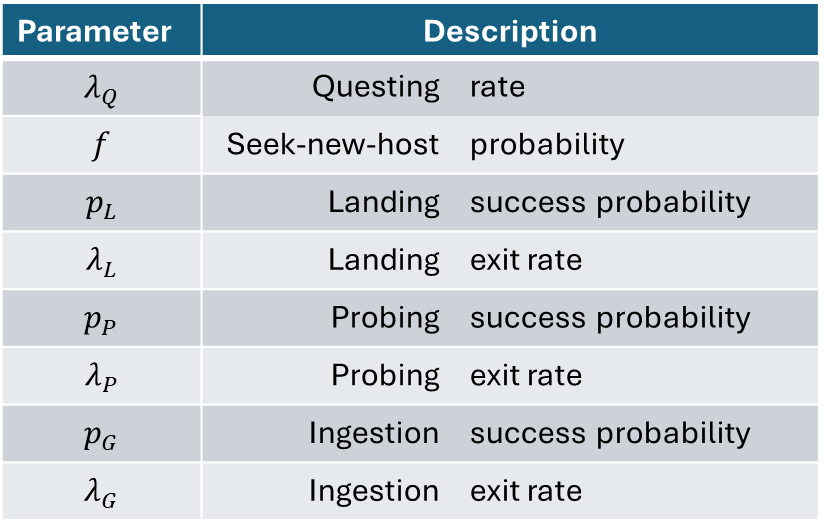 Parameter Description
λ_Q Questing rate
f Seek-new-host probability
p_L Landing success probability
λ_L Landing exit rate
p_P Probing success probability
λ_P Probing exit rate
p_G Ingestion success probability
λ_G Ingestion exit rate